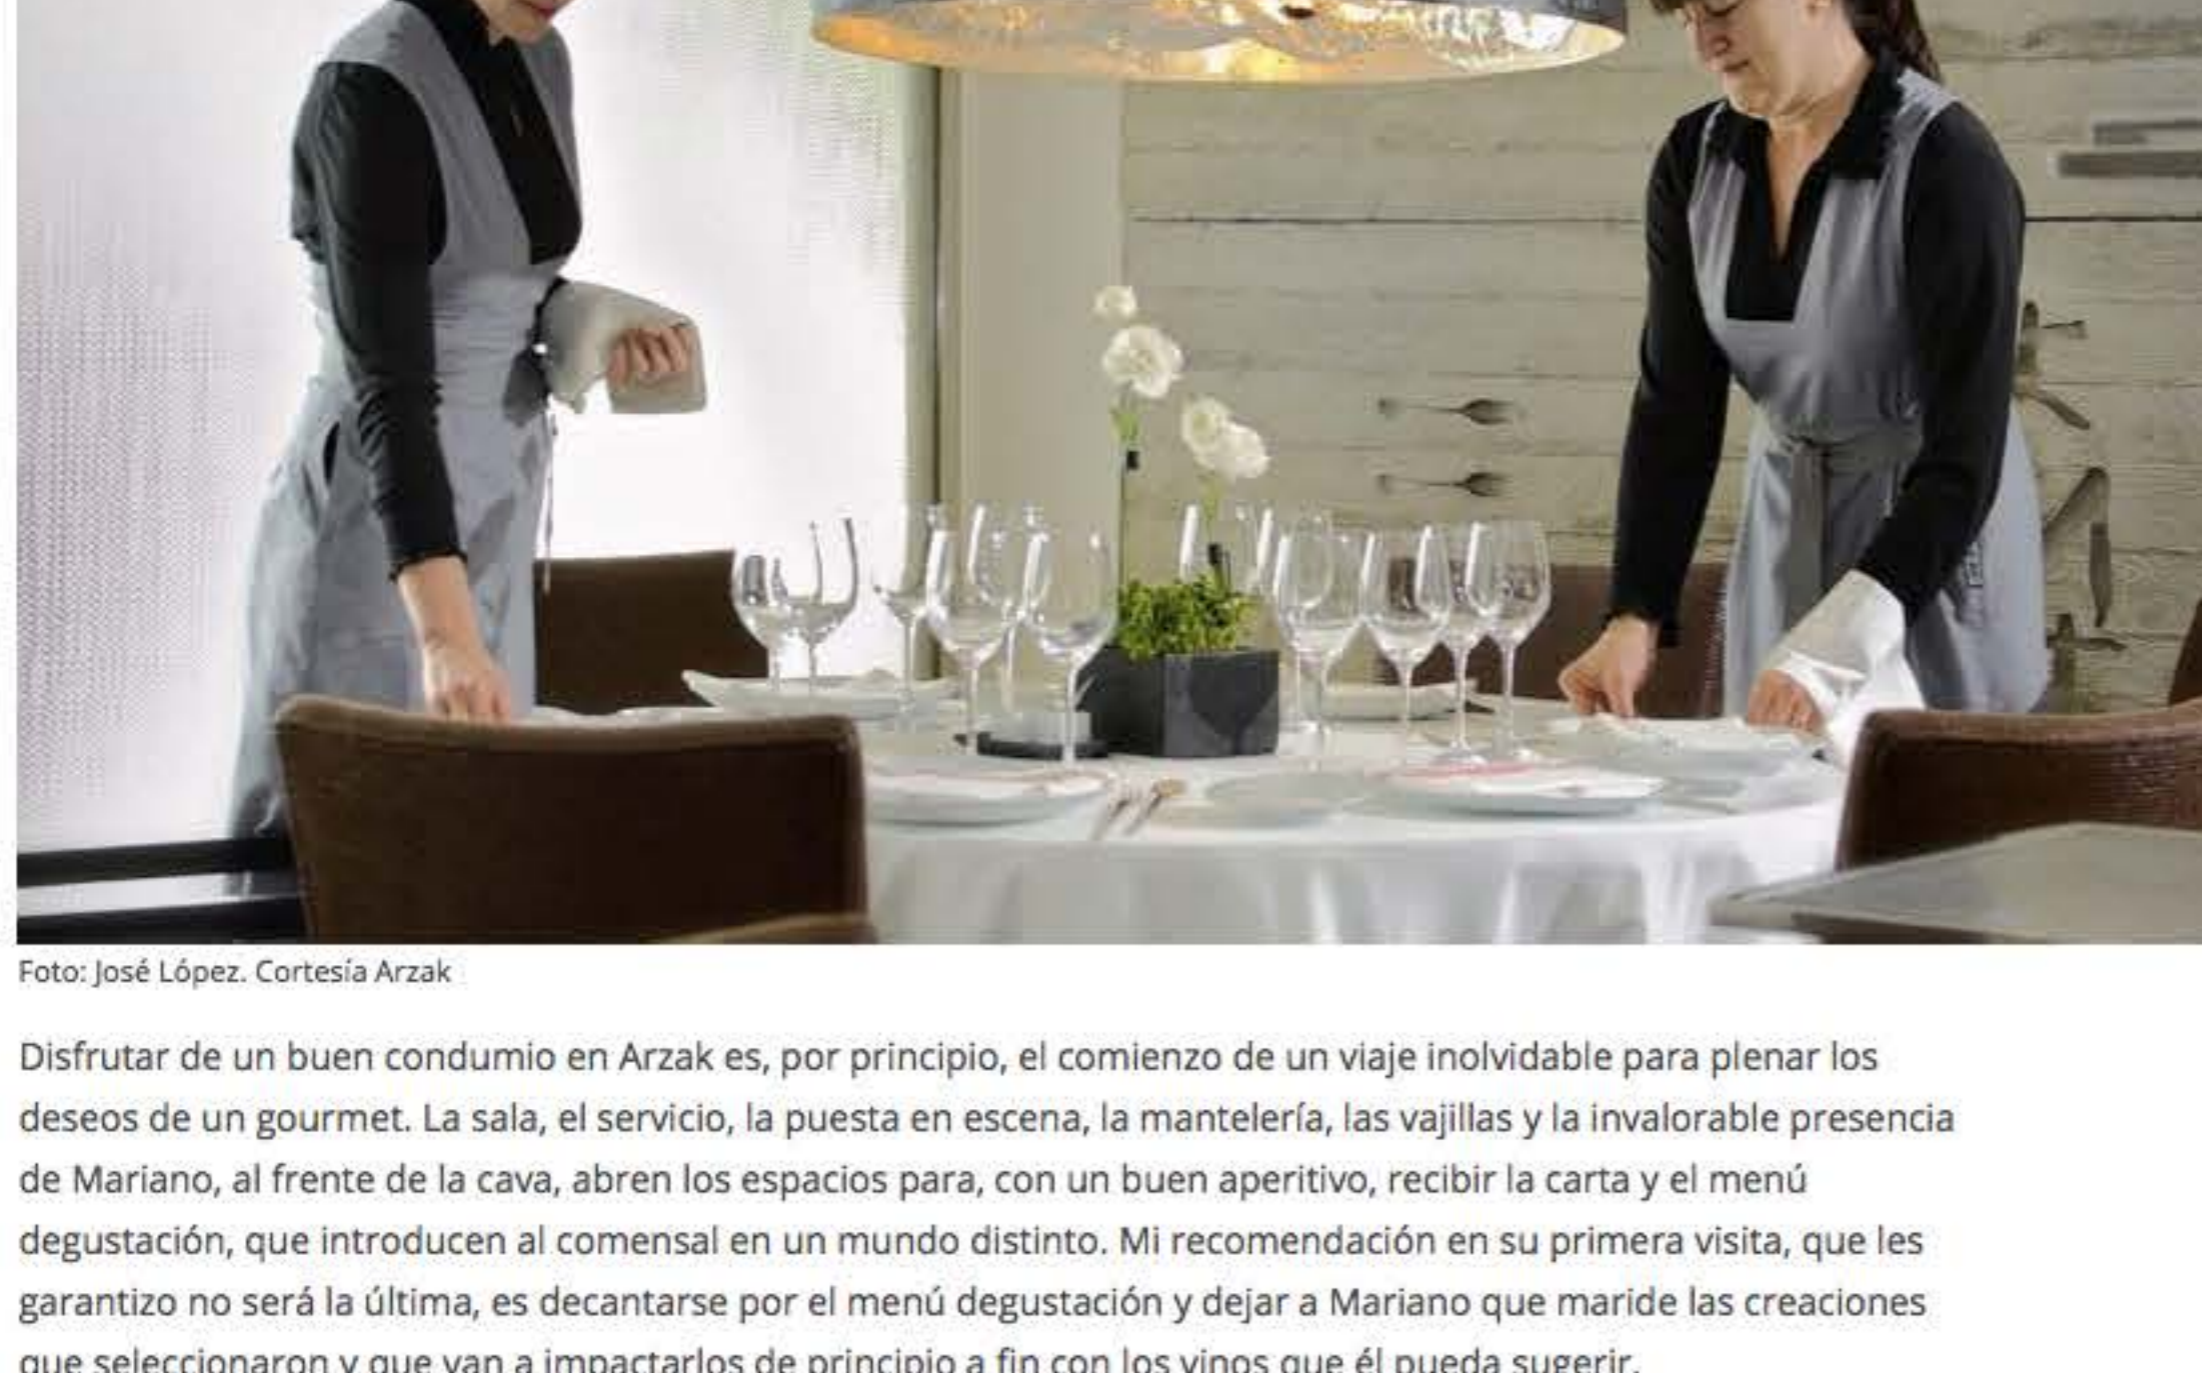 Foto: José López. Cortesía Arzak
Disfrutar de un buen condumio en Arzak es, por principio, el comienzo de un viaje inolvidable para plenar los
deseos de un gourmet. La sala, el servicio, la puesta en escena, la mantelería, las vajillas y la invalorable presencia
de Mariano, al frente de la cava, abren los espacios para, con un buen aperitivo, recibir la carta y el menú
degustación, que introducen al comensal en un mundo distinto. Mi recomendación en su primera visita, que les
garantizo no será la última, es decantarse por el menú degustación y dejar a Mariano que maride las creaciones
que seleccionaron y que van a impactarlos de principio a fin con los vinos que él pueda sugerir.